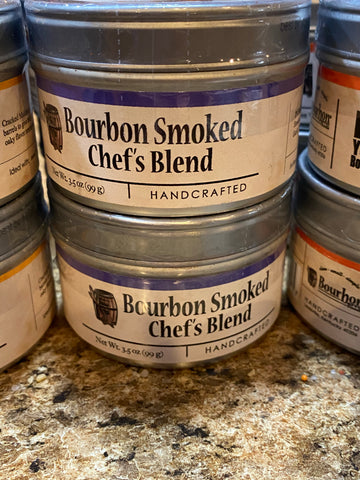 Bourbon Smoked
Chef's Blend
Net Wt. 3.5 oz (99 g)
HANDCRAFTED
Bourbon Smoked
Chef's Blend
Net Wt. 3.5 oz (99 g)
HANDCRAFTED
HANDCRAFTED
Bourbon
HANDCRAFTED